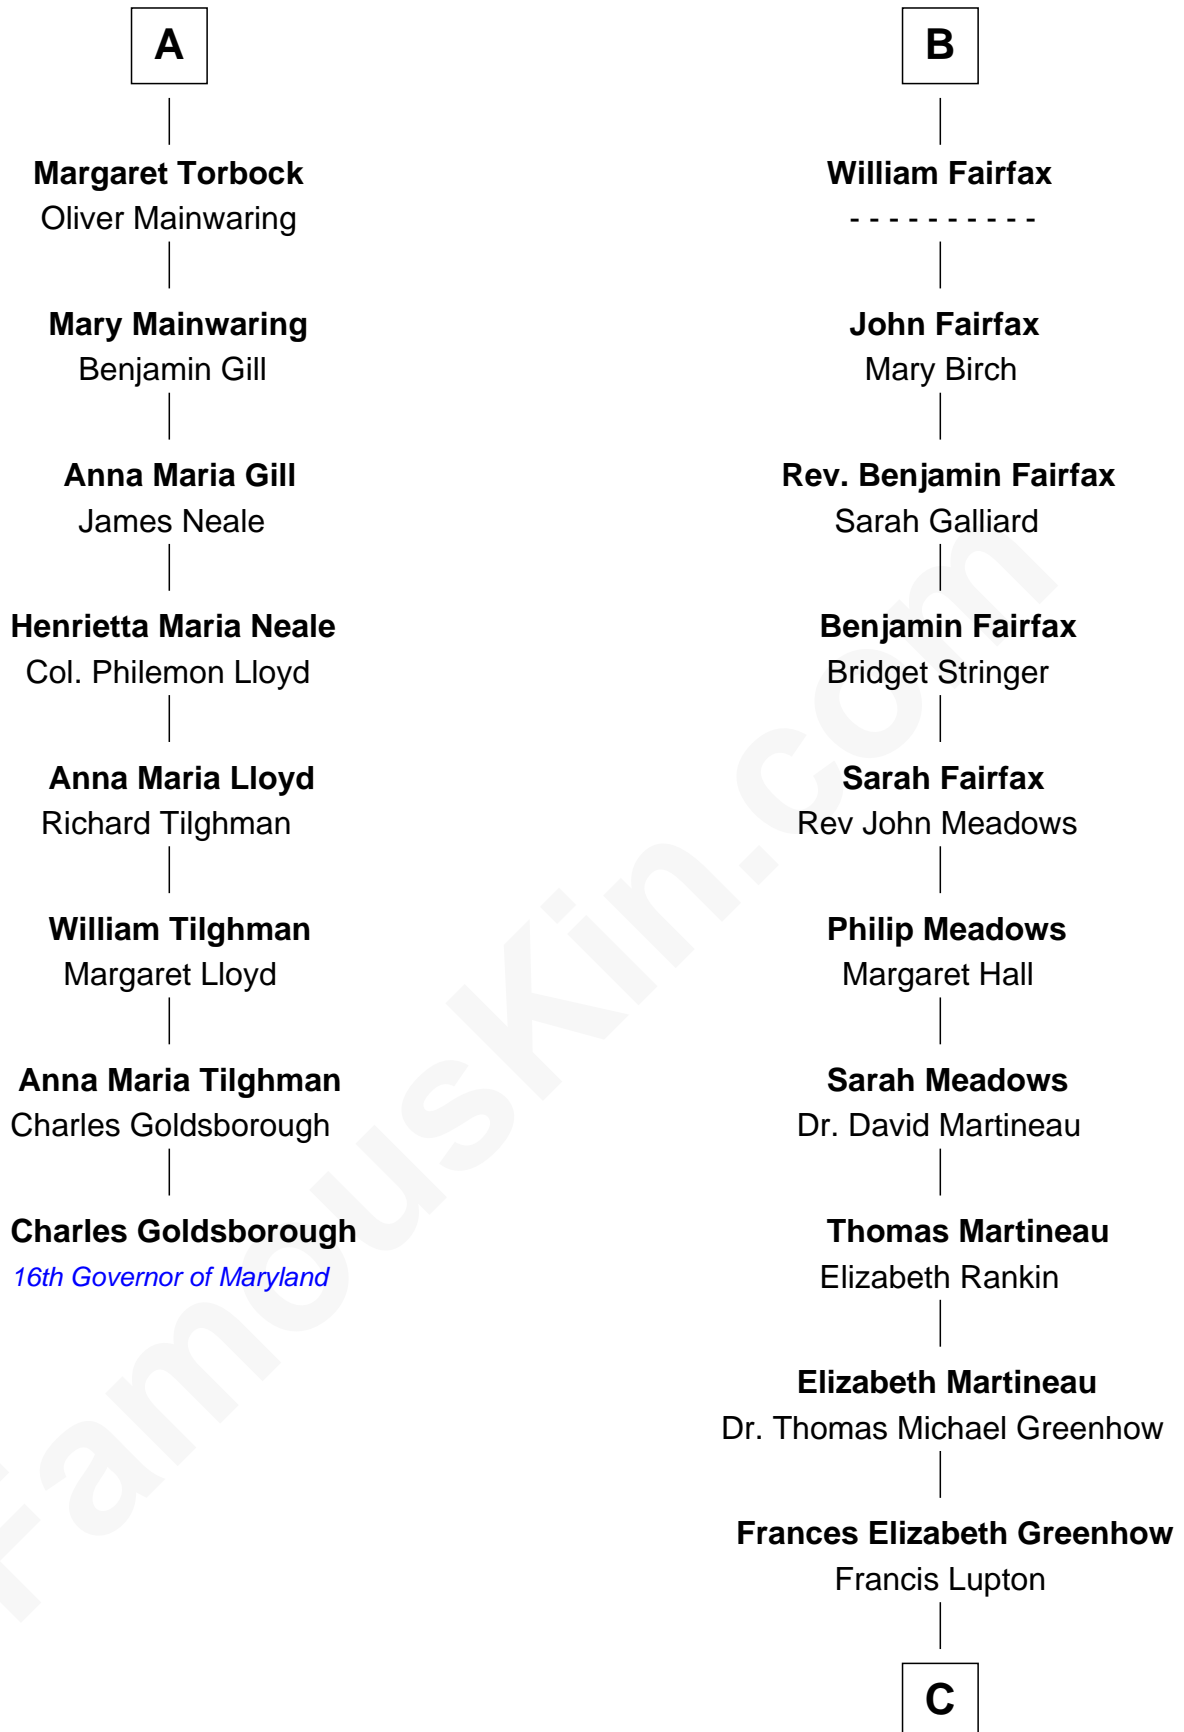 A
Margaret Torbock
Oliver Mainwaring
Mary Mainwaring
Benjamin Gill
Anna Maria Gill
James Neale
Henrietta Maria Neale
Col. Philemon Lloyd
Anna Maria Lloyd
Richard Tilghman
William Tilghman
Margaret Lloyd
Anna Maria Tilghman
Charles Goldsborough
Charles Goldsborough
16th Governor of Maryland
B
William Fairfax
- - - - - - - - - -
John Fairfax
Mary Birch
Rev. Benjamin Fairfax
Sarah Galliard
Benjamin Fairfax
Bridget Stringer
Sarah Fairfax
Rev John Meadows
Philip Meadows
Margaret Hall
Sarah Meadows
Dr. David Martineau
Thomas Martineau
Elizabeth Rankin
Elizabeth Martineau
Dr. Thomas Michael Greenhow
Frances Elizabeth Greenhow
Francis Lupton
C
FamousKin.com